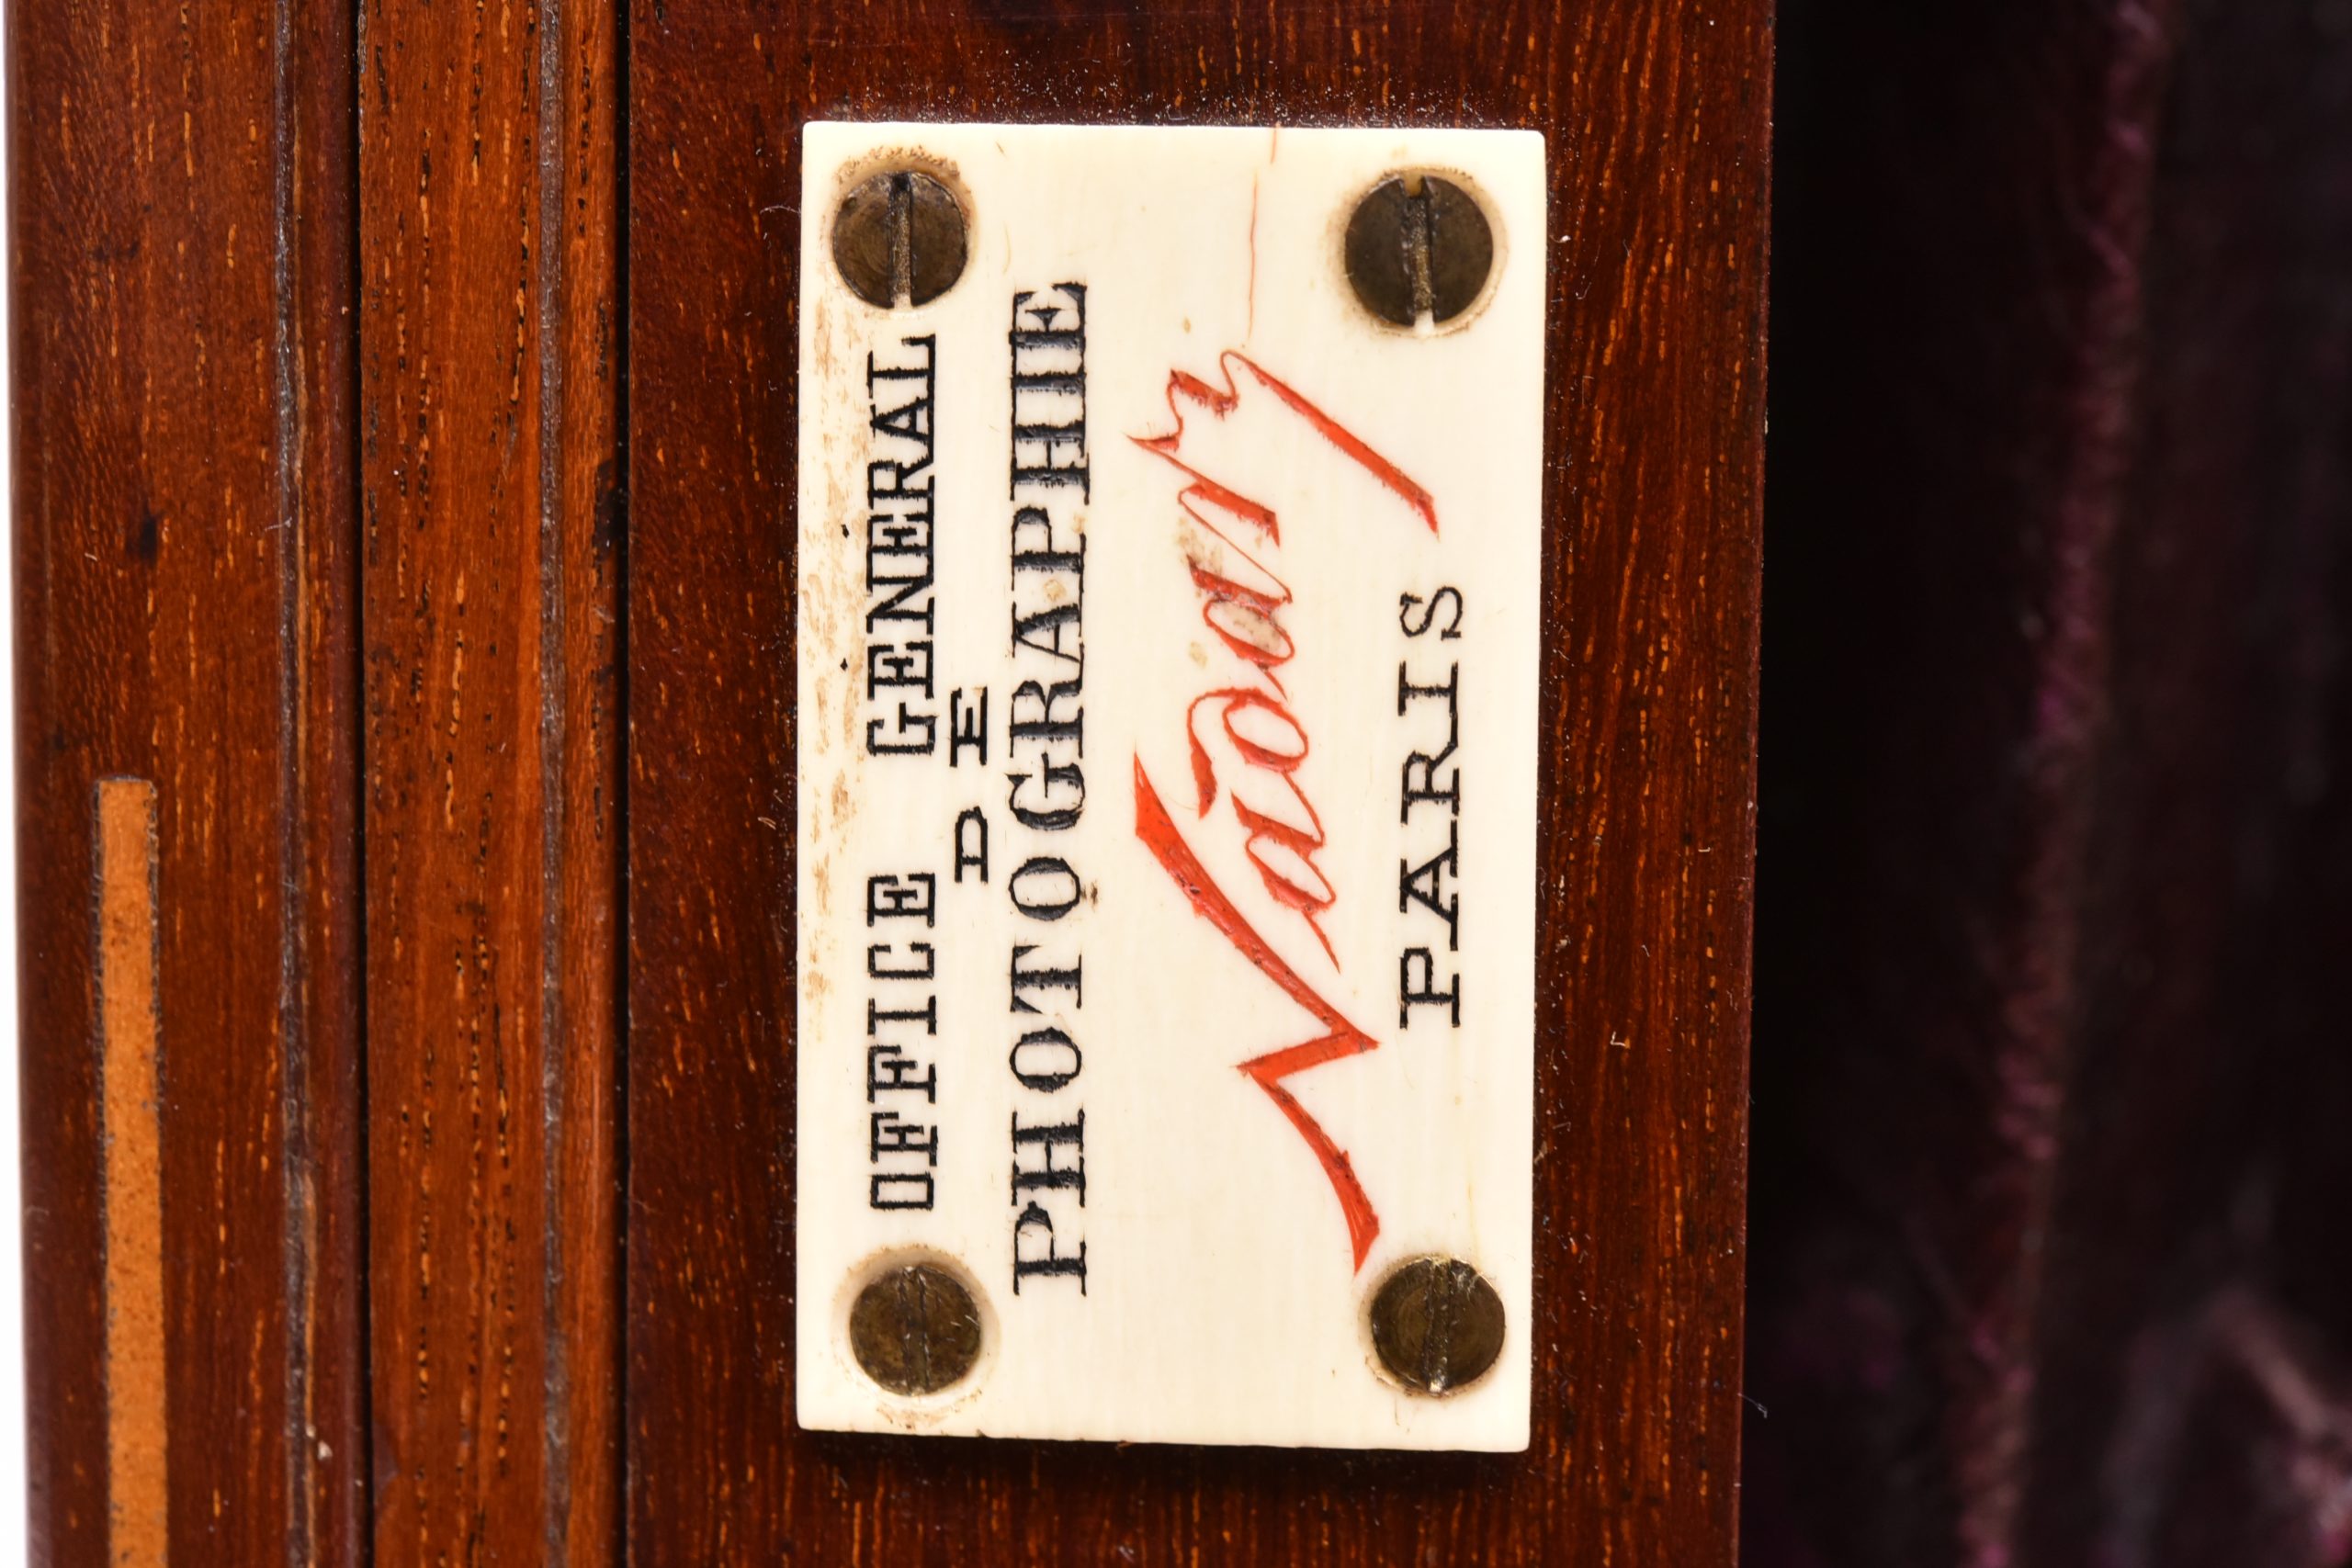 OFFICE GENERAL
DE
PHOTOGRAPHIE
Nadar
PARIS